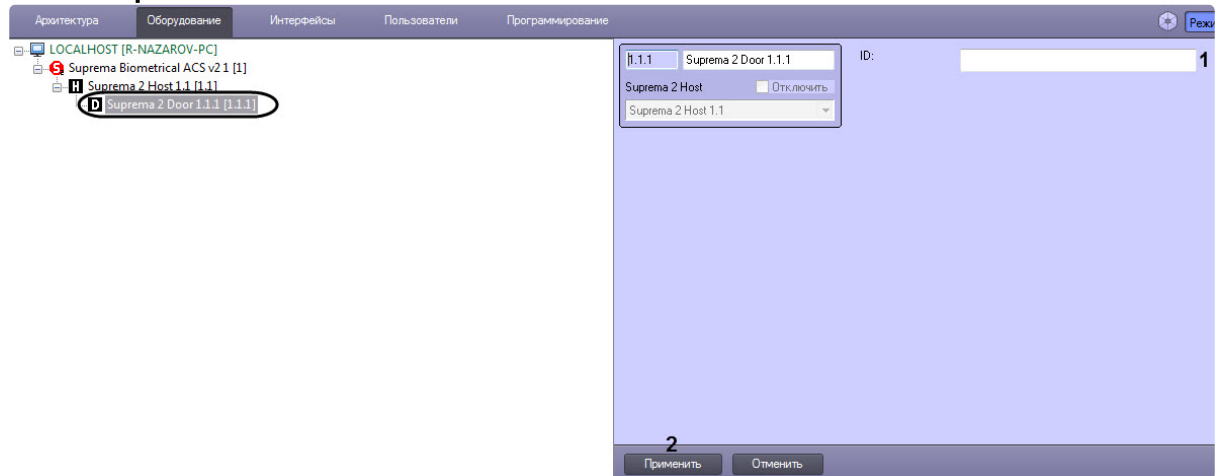 Архитектура Оборудование Интерфейсы Пользователи Программирование
LOCALHOST [R-NAZAROV-PC]
Suprema Biometrical ACS v2 1 [1]
Suprema 2 Host 1.1 [1.1]
Suprema 2 Door 1.1.1 [1.1.1]
1.1.1 Suprema 2 Door 1.1.1
Suprema 2 Host Отключить
Suprema 2 Host 1.1
ID: 1
2
Применить Отменить